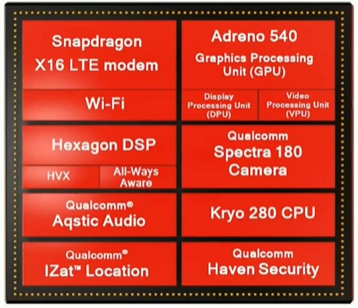 Snapdragon
X16 LTE modem
Wi-Fi
Adreno 540
Graphics Processing
Unit (GPU)
Display
Processing Unit
(DPU)
Video
Processing Unit
(VPU)
Hexagon DSP
HVX
All-Ways
Aware
Qualcomm
Spectra 180
Camera
Qualcomm®
Aqstic Audio
Kryo 280 CPU
Qualcomm®
IZat™ Location
Qualcomm
Haven Security